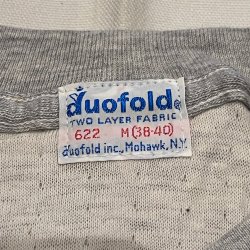 duofold®
TWO LAYER FABRIC
622 M(38-40)
duofold inc., Mohawk, N.Y.